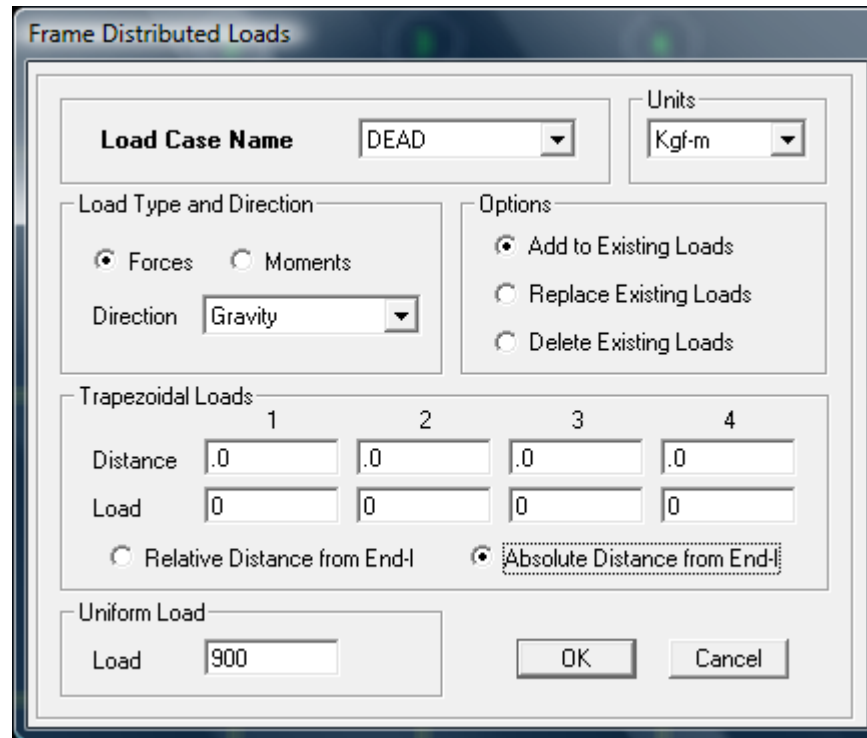 Frame Distributed Loads
Units
Load Case Name DEAD Kgf-m
Load Type and Direction Options
Forces Moments Add to Existing Loads
Replace Existing Loads
Direction Gravity
Delete Existing Loads
Trapezoidal Loads
1 2 3 4
Distance .0 .0 .0 .0
Load 0 0 0 0
Relative Distance from End-I Absolute Distance from End-I
Uniform Load
Load 900 OK Cancel